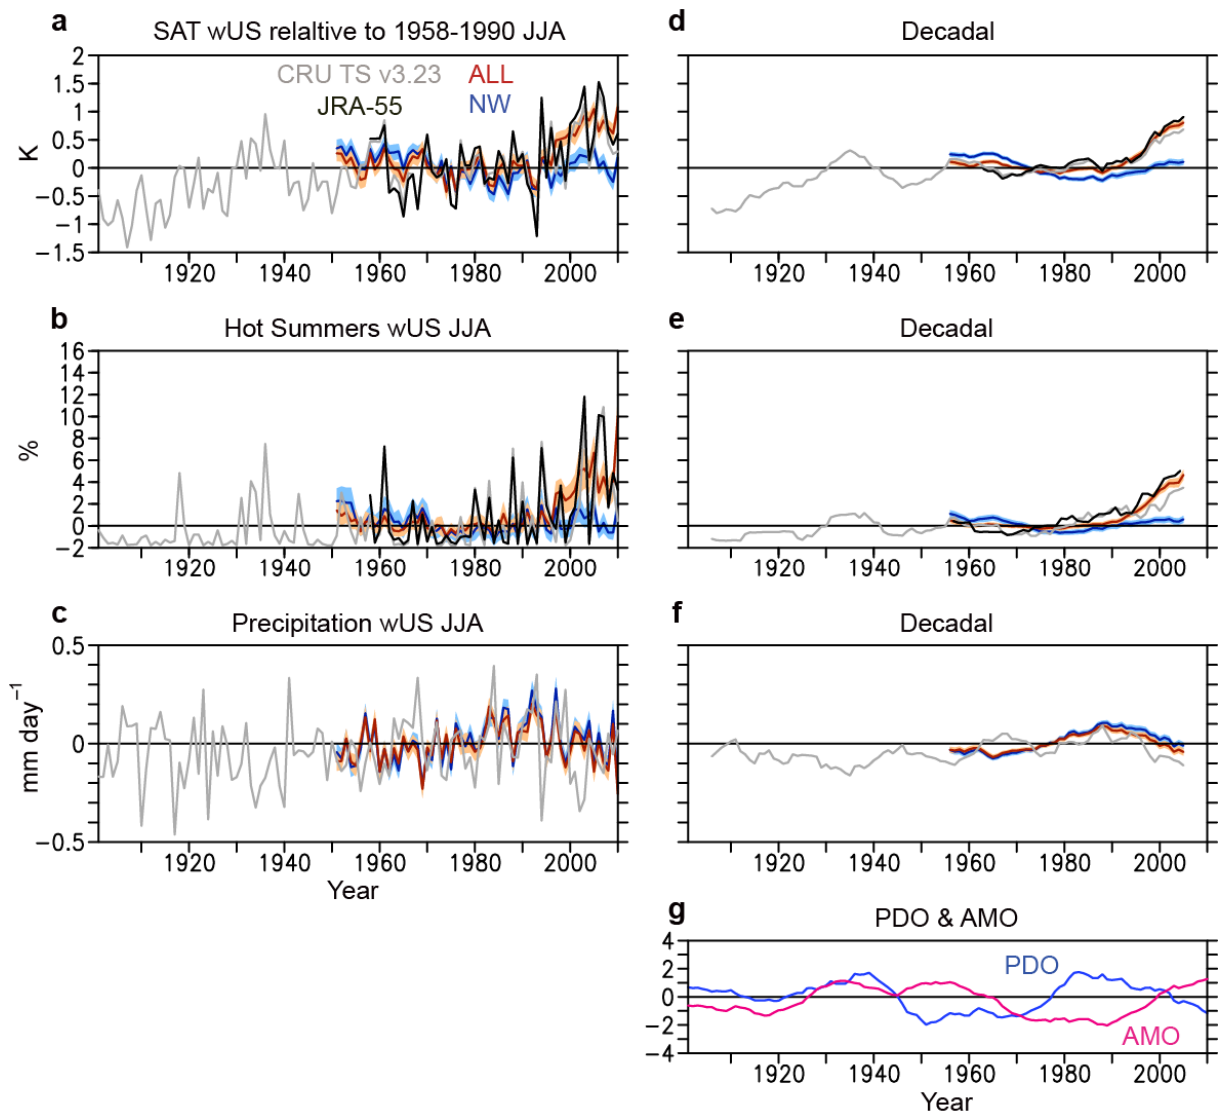 a
SAT wUS relaltive to 1958-1990 JJA
CRU TS v3.23 ALL
JRA-55 NW
K
2
1.5
1
0.5
0
−0.5
−1
−1.5
1920 1940 1960 1980 2000
d
Decadal
1920 1940 1960 1980 2000
b
Hot Summers wUS JJA
%
16
14
12
10
8
6
4
2
0
−2
1920 1940 1960 1980 2000
e
Decadal
1920 1940 1960 1980 2000
c
Precipitation wUS JJA
mm day−1
0.5
0
−0.5
1920 1940 1960 1980 2000
Year
f
Decadal
1920 1940 1960 1980 2000
g
PDO & AMO
4
2
0
−2
−4
PDO
AMO
1920 1940 1960 1980 2000
Year